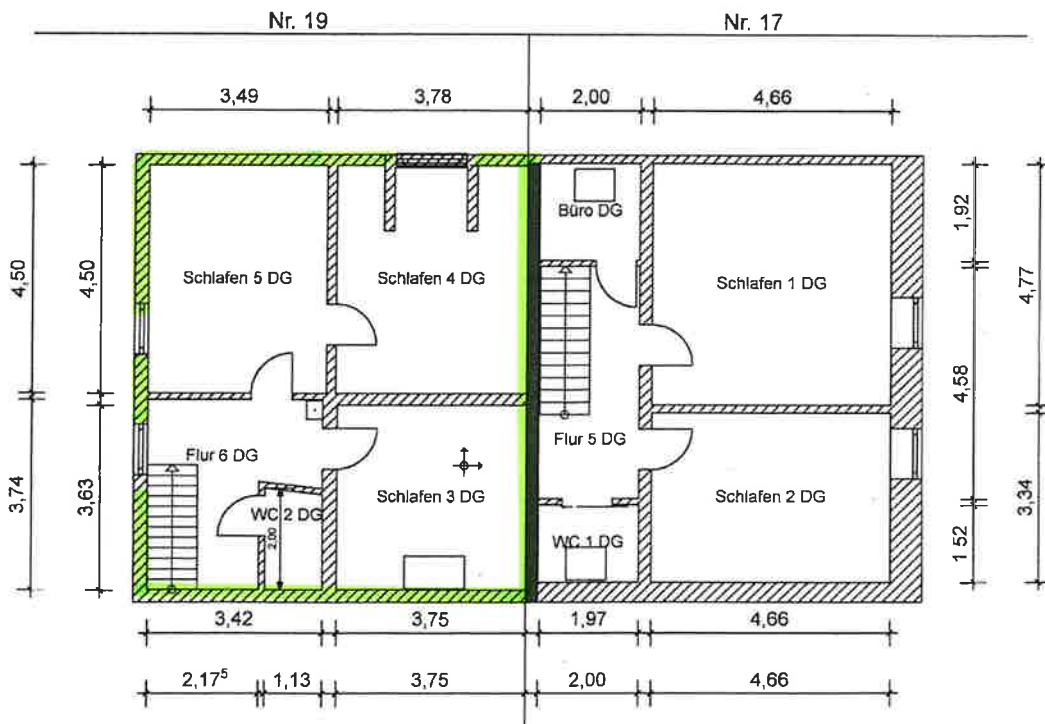 Nr. 19 Nr. 17
3,49 3,78 2,00 4,66
Büro DG
1,92
4,50 4,50 Schlafen 5 DG Schlafen 4 DG Schlafen 1 DG 4,77
4,58
Flur 6 DG Flur 5 DG
3,74 3,63 Schlafen 3 DG Schlafen 2 DG 3,34
WC 2 DG
2.00
WC 1 DG 1 52
3,42 3,75 1,97 4,66
2,17⁵ 1,13 3,75 2,00 4,66